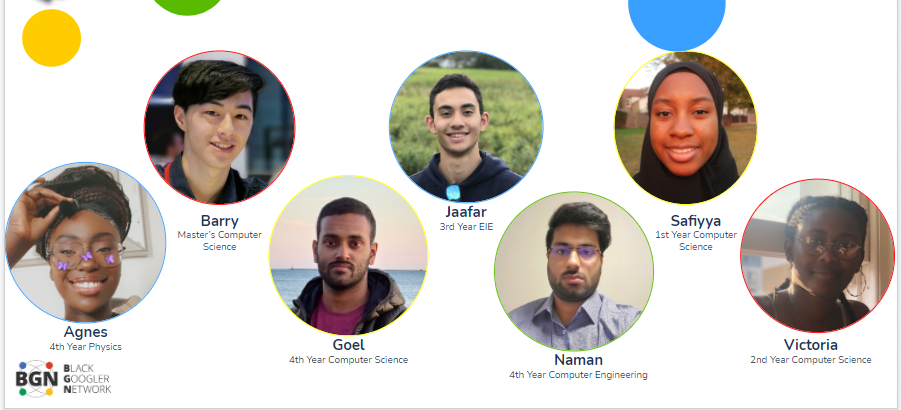 Barry
Master's Computer
Science
Jaafar
3rd Year EIE
Safiyya
1st Year Computer
Science
Agnes
4th Year Physics
Goel
4th Year Computer Science
Naman
4th Year Computer Engineering
Victoria
2nd Year Computer Science
BGN
BLACK
GOOGLER
NETWORK